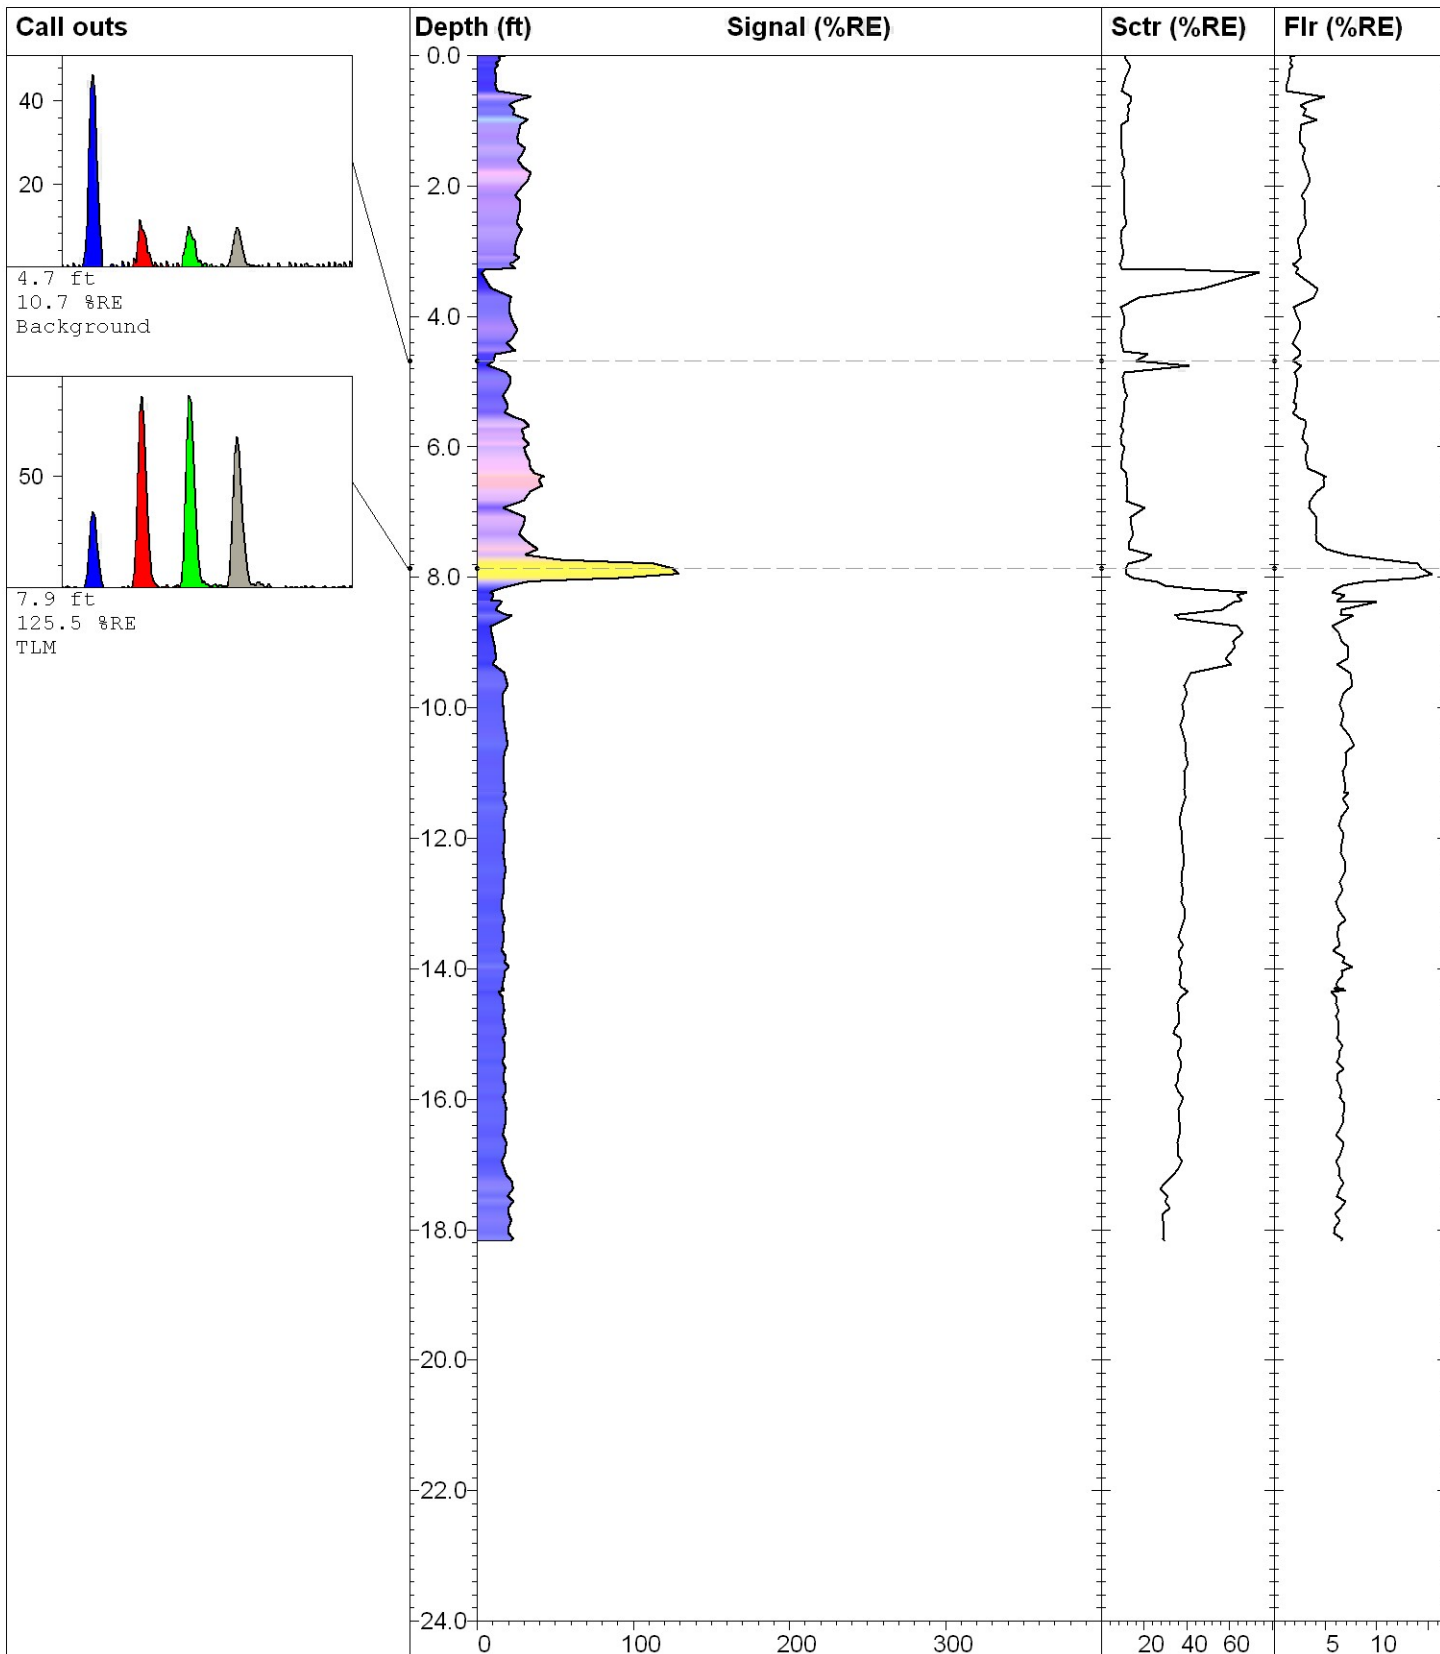 Call outs
Depth (ft)
Signal (%RE)
Sctr (%RE)
Flr (%RE)
40
20
4.7 ft
10.7 %RE
Background
50
7.9 ft
125.5 %RE
TLM
0.0
2.0
4.0
6.0
8.0
10.0
12.0
14.0
16.0
18.0
20.0
22.0
24.0
0 100 200 300
20 40 60
5 10